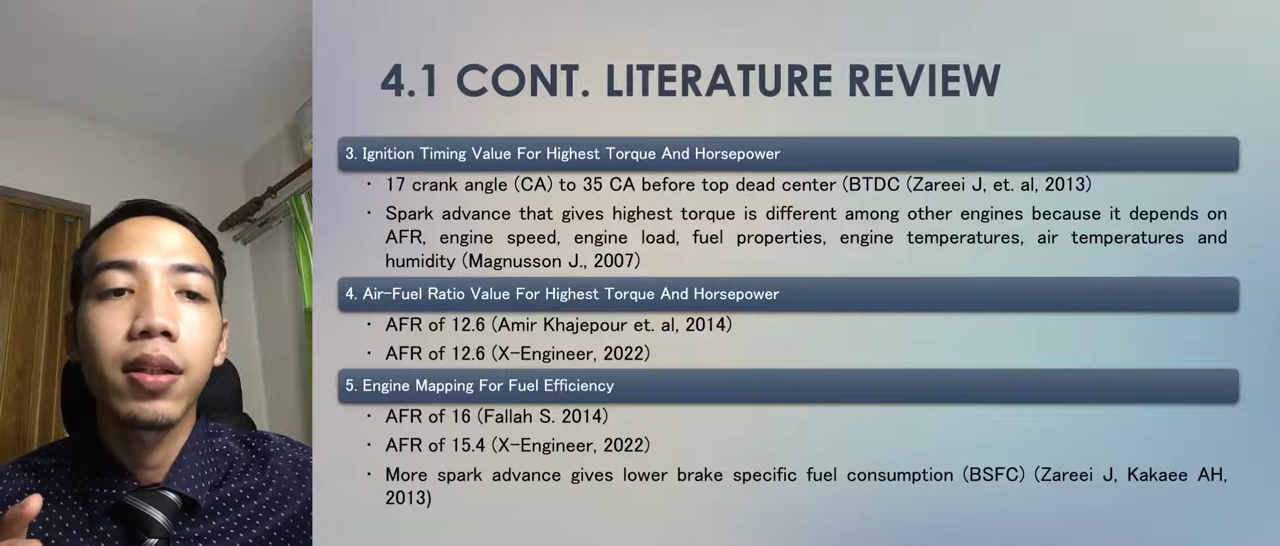 4.1 CONT. LITERATURE REVIEW
3. Ignition Timing Value For Highest Torque And Horsepower
· 17 crank angle (CA) to 35 CA before top dead center (BTDC (Zareei J, et. al, 2013)
· Spark advance that gives highest torque is different among other engines because it depends on
AFR, engine speed, engine load, fuel properties, engine temperatures, air temperatures and
humidity (Magnusson J., 2007)
4. Air-Fuel Ratio Value For Highest Torque And Horsepower
· AFR of 12.6 (Amir Khajepour et. al, 2014)
· AFR of 12.6 (X-Engineer, 2022)
5. Engine Mapping For Fuel Efficiency
· AFR of 16 (Fallah S. 2014)
· AFR of 15.4 (X-Engineer, 2022)
· More spark advance gives lower brake specific fuel consumption (BSFC) (Zareei J, Kakaee AH,
2013)